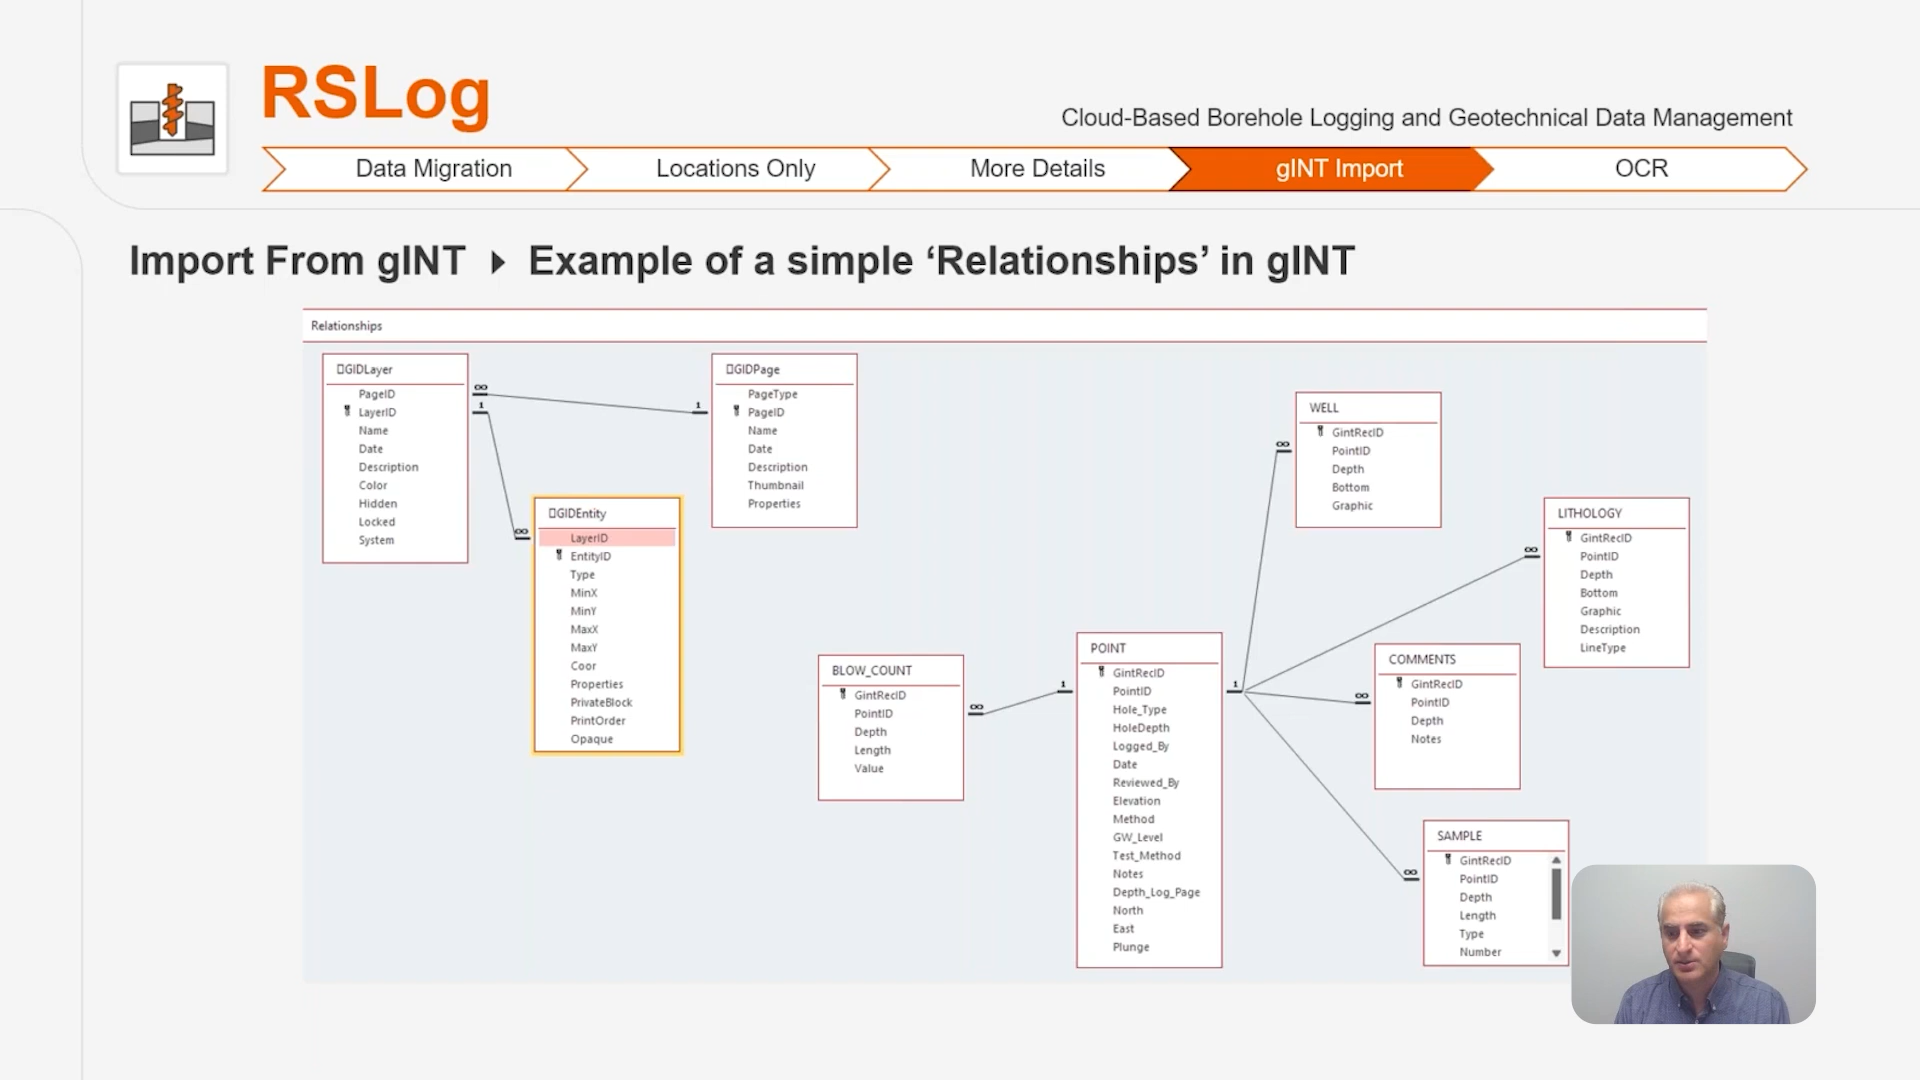 RSLog
Cloud-Based Borehole Logging and Geotechnical Data Management
Data Migration
Locations Only
More Details
gINT Import
OCR
Import From gINT ▸ Example of a simple ‘Relationships’ in gINT
Relationships
GIDLayer
PageID
LayerID
Name
Date
Description
Color
Hidden
Locked
System
∞
1
GIDPage
PageType
PageID
Name
Date
Description
Thumbnail
Properties
1
GIDEntity
LayerID
EntityID
Type
MinX
MinY
MaxX
MaxY
Coor
Properties
PrivateBlock
PrintOrder
Opaque
∞
BLOW_COUNT
GintRecID
PointID
Depth
Length
Value
∞
1
POINT
GintRecID
PointID
Hole_Type
HoleDepth
Logged_By
Date
Reviewed_By
Elevation
Method
GW_Level
Test_Method
Notes
Depth_Log_Page
North
East
Plunge
1
WELL
GintRecID
PointID
Depth
Bottom
Graphic
∞
LITHOLOGY
GintRecID
PointID
Depth
Bottom
Graphic
Description
LineType
∞
COMMENTS
GintRecID
PointID
Depth
Notes
∞
SAMPLE
GintRecID
PointID
Depth
Length
Type
Number
∞